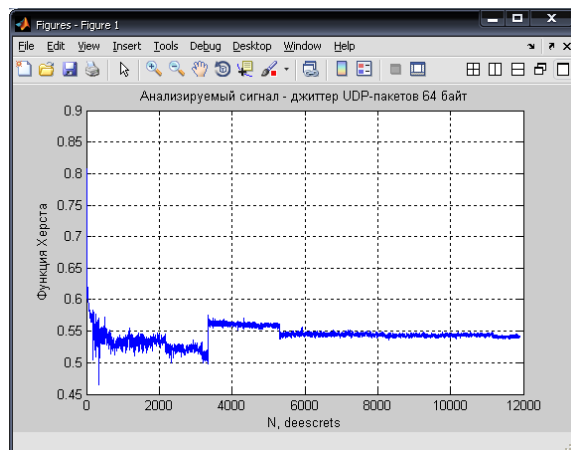 Figures - Figure 1
File Edit View Insert Tools Debug Desktop Window Help
Анализируемый сигнал - джиттер UDP-пакетов 64 байт
0.9
0.85
0.8
0.75
0.7
0.65
0.6
0.55
0.5
0.45
Функция Херста
0 2000 4000 6000 8000 10000 12000
N, deescrets